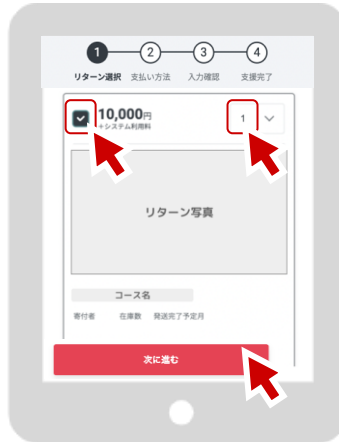 1 2 3 4
リターン選択 支払い方法 入力確認 支援完了
10,000円 1
+システム利用料
リターン写真
コース名
寄付者 在庫数 発送完了予定月
次に進む